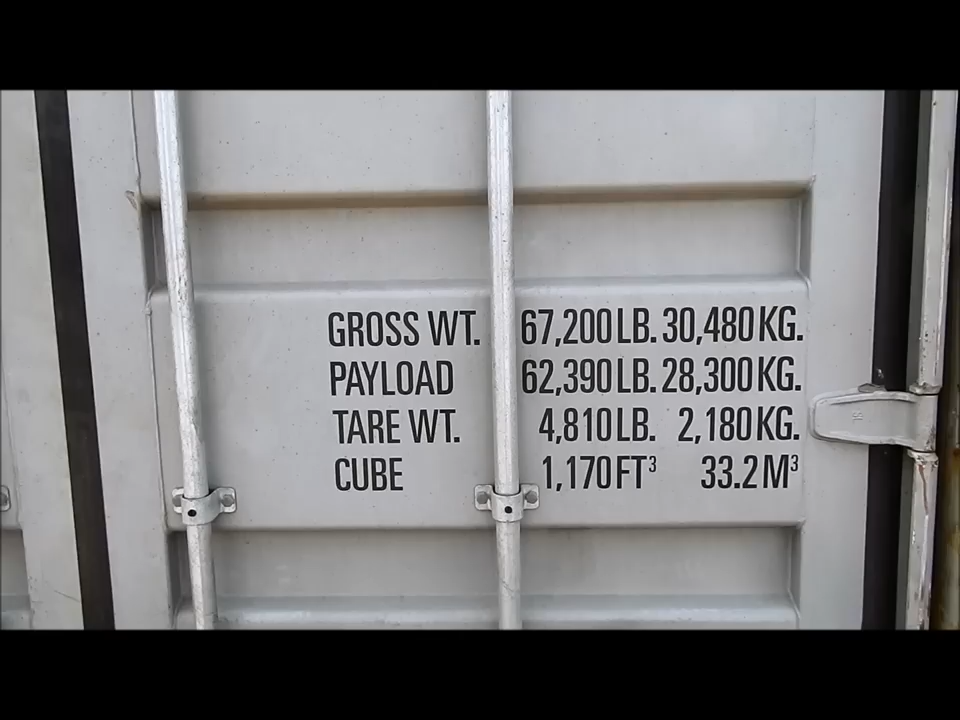 GROSS WT. 67,200 LB. 30,480 KG.
PAYLOAD 62,390 LB. 28,300 KG.
TARE WT. 4,810 LB. 2,180 KG.
CUBE 1,170 FT³ 33.2 M³